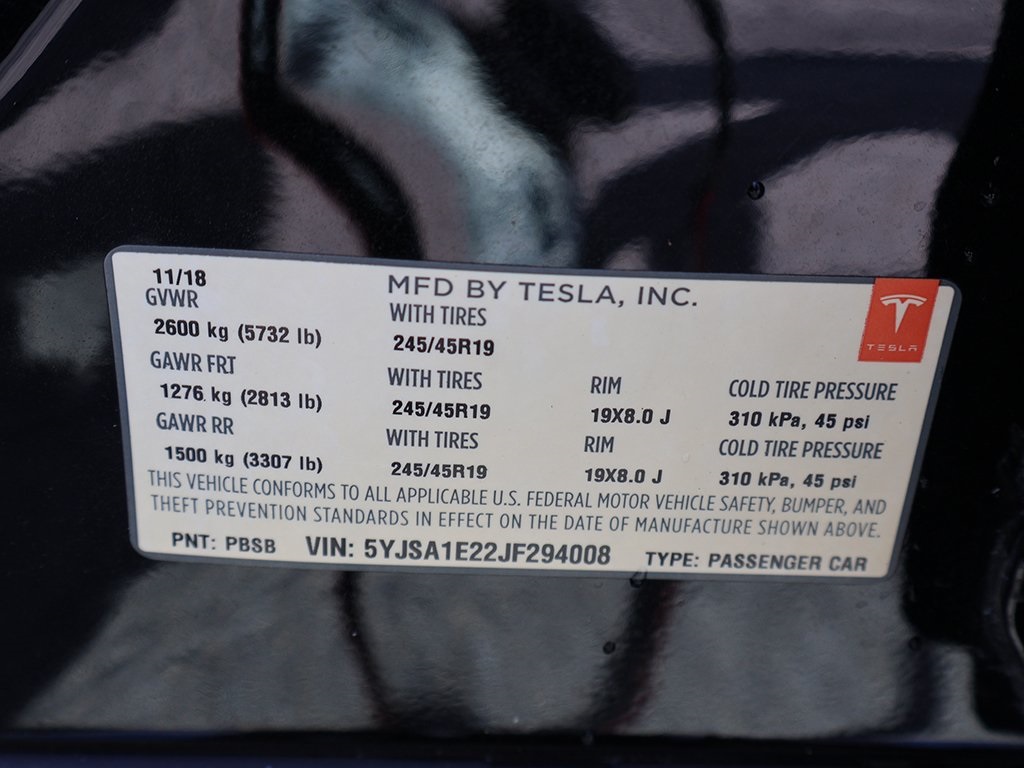 11/18 MFD BY TESLA, INC.
GVWR WITH TIRES
2600 kg (5732 lb) 245/45R19
GAWR FRT WITH TIRES RIM COLD TIRE PRESSURE
1276 kg (2813 lb) 245/45R19 19X8.0 J 310 kPa, 45 psi
GAWR RR WITH TIRES RIM COLD TIRE PRESSURE
1500 kg (3307 lb) 245/45R19 19X8.0 J 310 kPa, 45 psi
THIS VEHICLE CONFORMS TO ALL APPLICABLE U.S. FEDERAL MOTOR VEHICLE SAFETY, BUMPER, AND
THEFT PREVENTION STANDARDS IN EFFECT ON THE DATE OF MANUFACTURE SHOWN ABOVE.
PNT: PBSB VIN: 5YJSA1E22JF294008 TYPE: PASSENGER CAR
TESLA